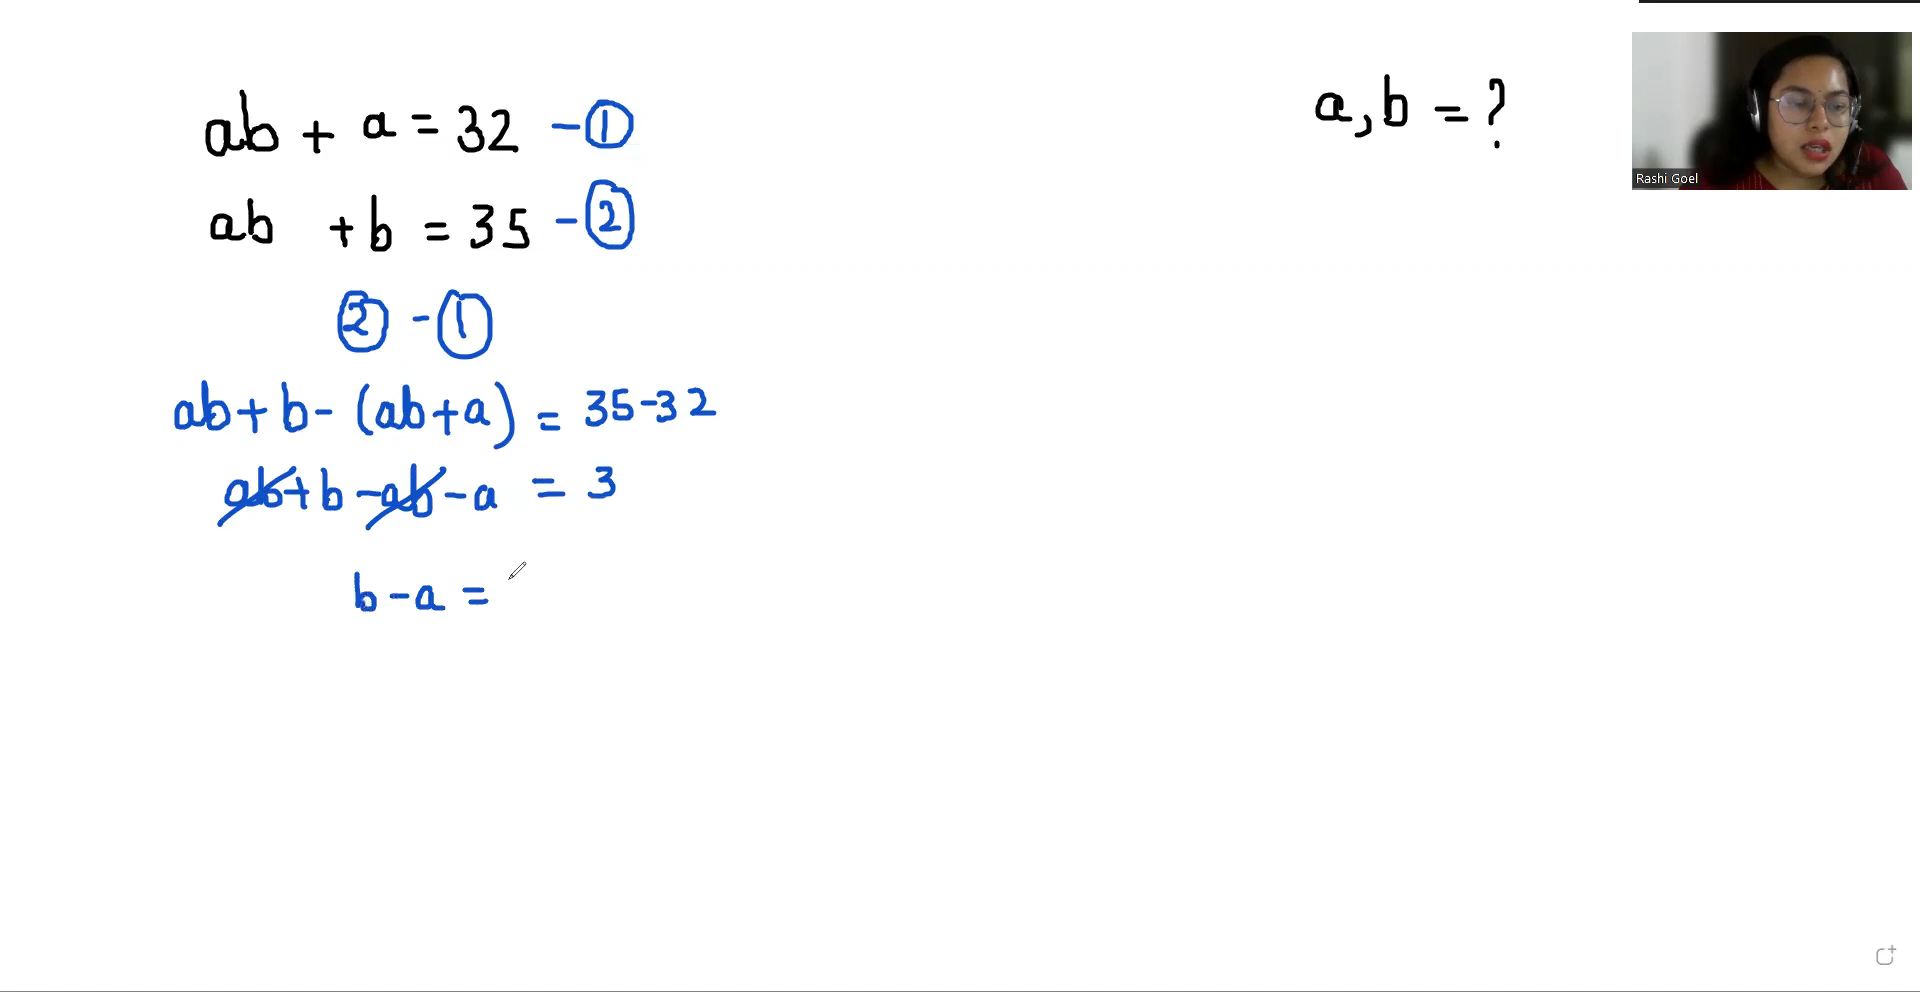 ab + a = 32 - ①
a, b = ?
Rashi Goel
ab + b = 35 - ②
② - ①
ab + b - (ab + a) = 35 - 32
ab + b - ab - a = 3
b - a =